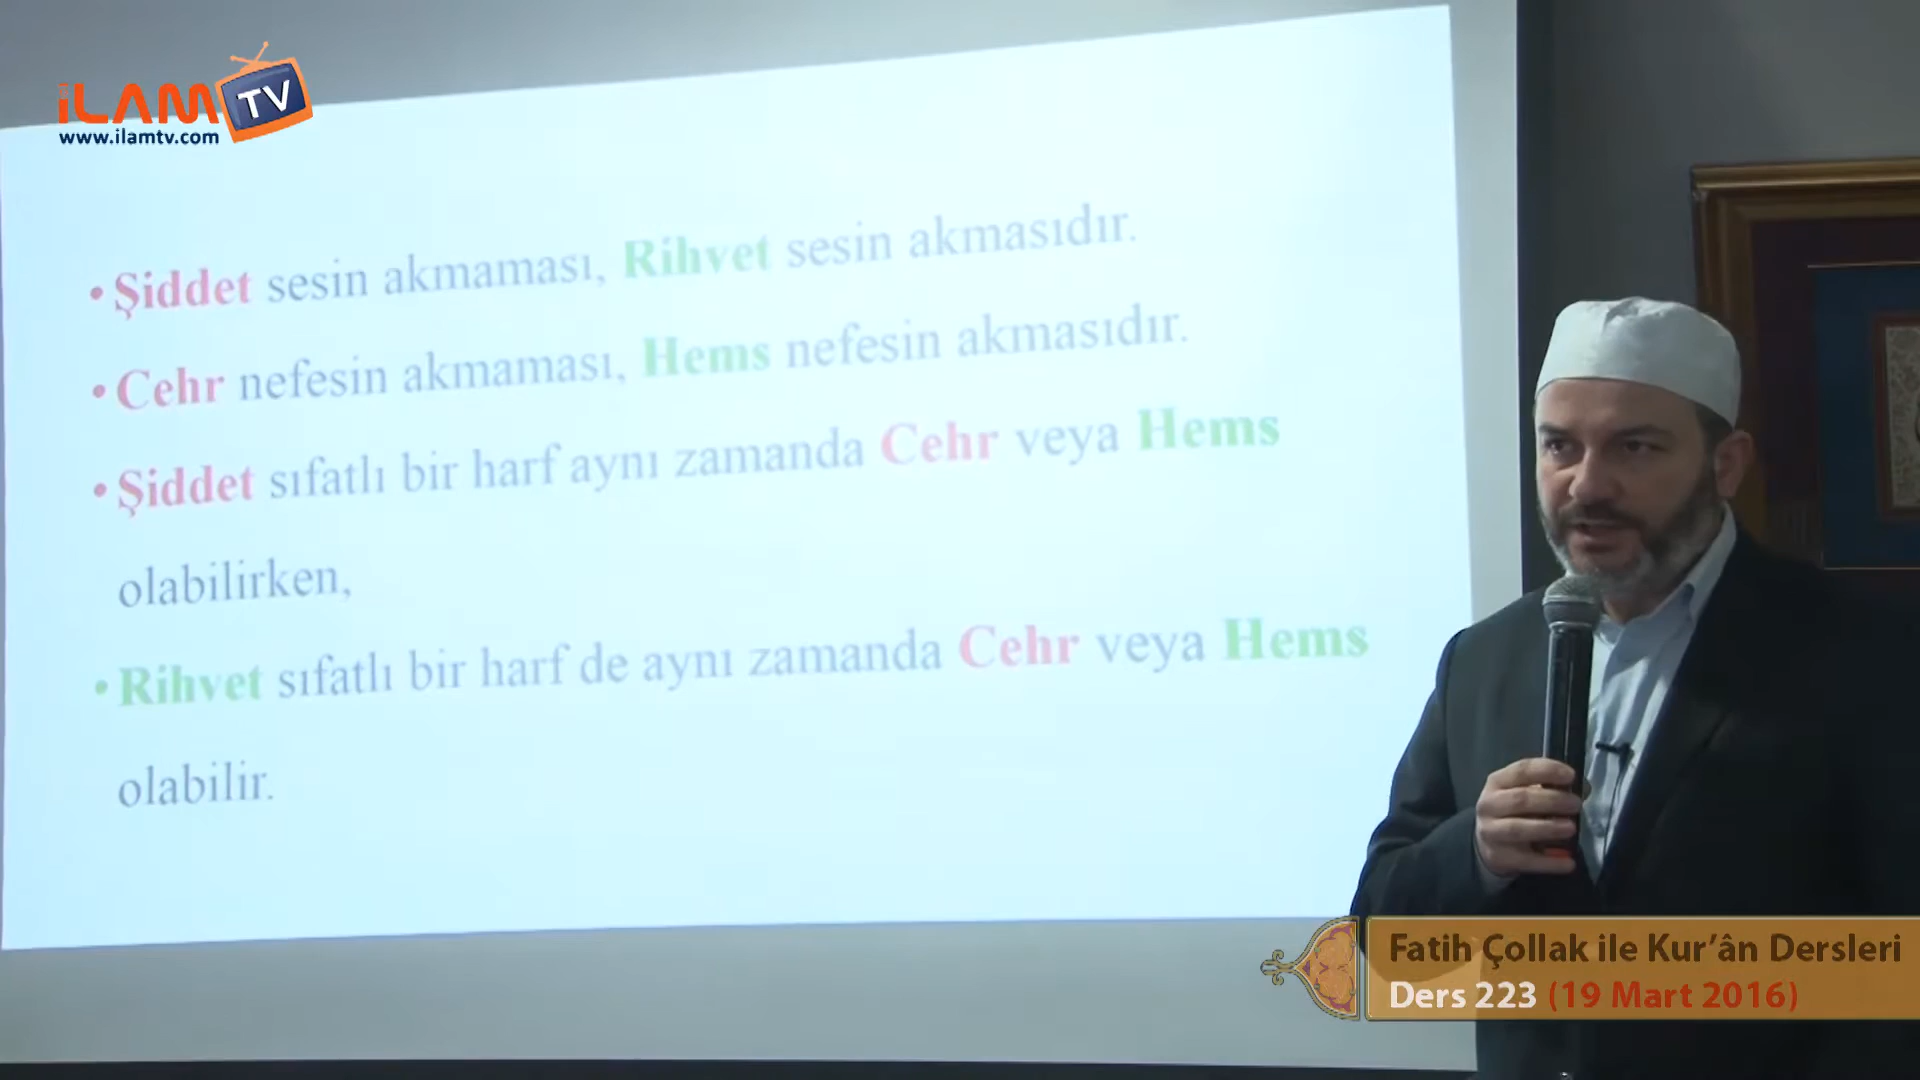 iLAM TV
www.ilamtv.com
• Şiddet sesin akmaması, Rihvet sesin akmasıdır.
• Cehr nefesin akmaması, Hems nefesin akmasıdır.
• Şiddet sıfatlı bir harf aynı zamanda Cehr veya Hems
olabilirken,
• Rihvet sıfatlı bir harf de aynı zamanda Cehr veya Hems
olabilir.
Fatih Çollak ile Kur’ân Dersleri
Ders 223 (19 Mart 2016)